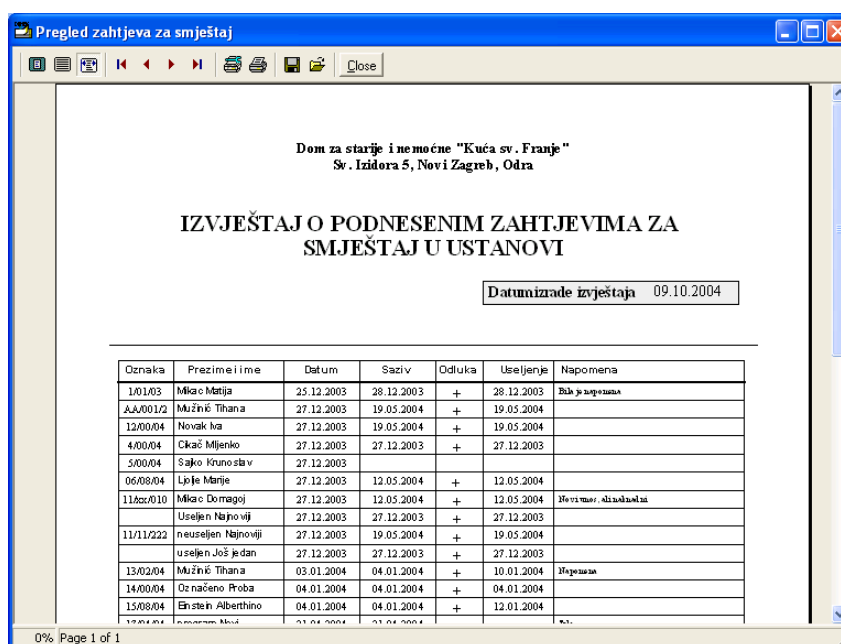 Pregled zahtjeva za smještaj
Close
Dom za starije i nemoćne "Kuća sv. Franje"
Sv. Izidora 5, Novi Zagreb, Odra
IZVJEŠTAJ O PODNESENIM ZAHTJEVIMA ZA
SMJEŠTAJ U USTANOVI
Datum izrade izvještaja 09.10.2004
Oznaka Prezime i ime Datum Saziv Odluka Useljenje Napomena
1/01/03 Mikac Matija 25.12.2003 28.12.2003 + 28.12.2003 Bila je napomena
AA/001/2 Mužinić Tihana 27.12.2003 19.05.2004 + 19.05.2004
12/00/04 Novak Iva 27.12.2003 19.05.2004 + 19.05.2004
4/00/04 Cikač Mljenko 27.12.2003 27.12.2003 + 27.12.2003
5/00/04 Sajko Krunoslav 27.12.2003
06/08/04 Ljolje Marije 27.12.2003 12.05.2004 + 12.05.2004
11/xx/010 Mikac Domagoj 27.12.2003 12.05.2004 + 12.05.2004 Novi unos, ali
Useljen Najnoviji 27.12.2003 27.12.2003 + 27.12.2003
11/11/222 neuseljen Najnoviji 27.12.2003 19.05.2004 + 19.05.2004
useljen Još jedan 27.12.2003 27.12.2003 + 27.12.2003
13/02/04 Mužinić Tihana 03.01.2004 04.01.2004 + 10.01.2004 Napomena
14/00/04 Označeno Proba 04.01.2004 04.01.2004 + 04.01.2004
15/08/04 Einstein Alberthino 04.01.2004 04.01.2004 + 12.01.2004
program Novi
0% Page 1 of 1